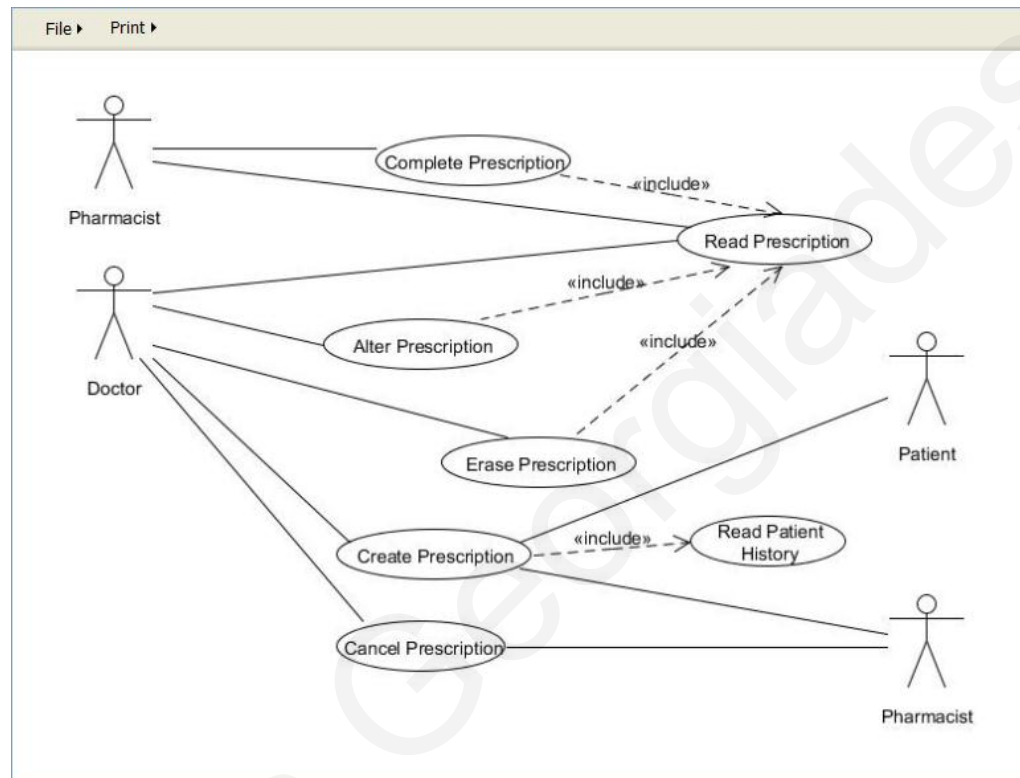 File Print
Complete Prescription
«include»
Pharmacist
Read Prescription
«include»
Alter Prescription
«include»
Doctor
Patient
Erase Prescription
Read Patient
History
«include»
Create Prescription
Cancel Prescription
Pharmacist
Georgiades